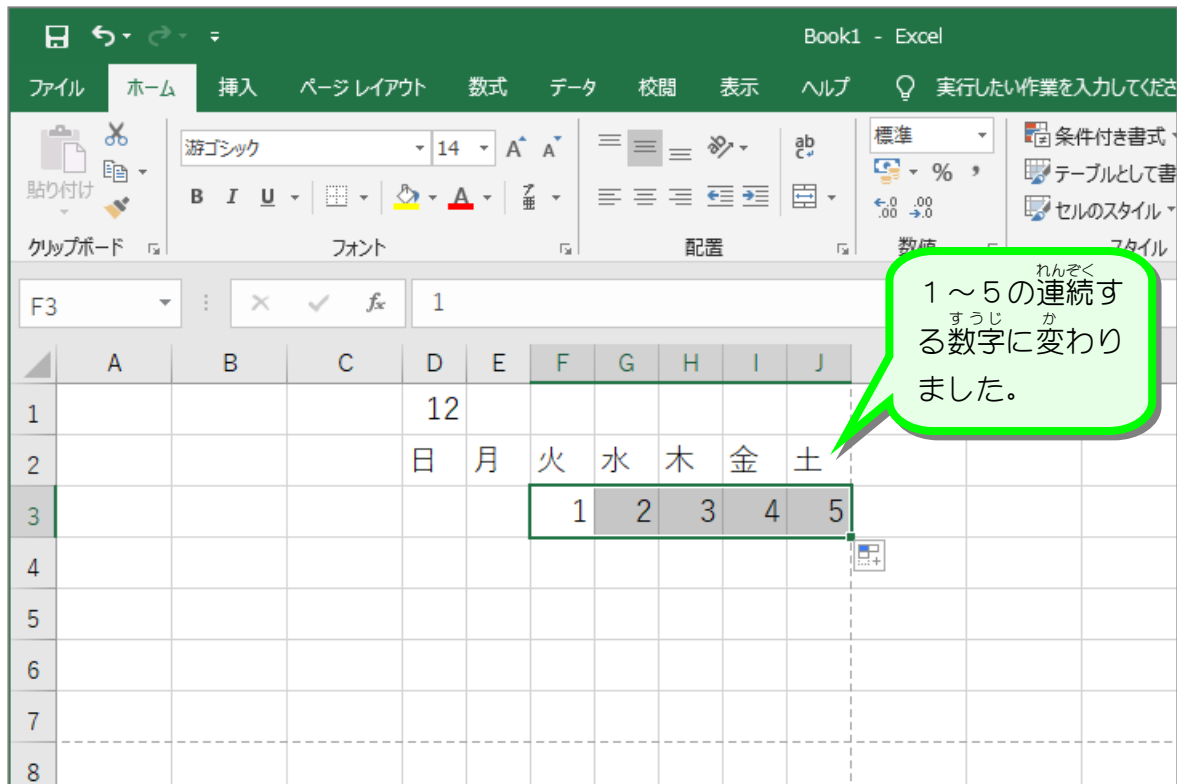 Book1 - Excel
ファイル ホーム 挿入 ページ レイアウト 数式 データ 校閲 表示 ヘルプ 実行したい作業を入力してくださ
貼り付け
游ゴシック 14 A A
B I U A
ab
標準
% ,
条件付き書式
テーブルとして書
セルのスタイル
クリップボード フォント 配置 数値 スタイル
F3 fx 1
A B C D E F G H I J
1 12
2 日 月 火 水 木 金 土
3 1 2 3 4 5
4
5
6
7
8
れんぞく
１～５の連続す
すうじ か
る数字に変わり
ました。